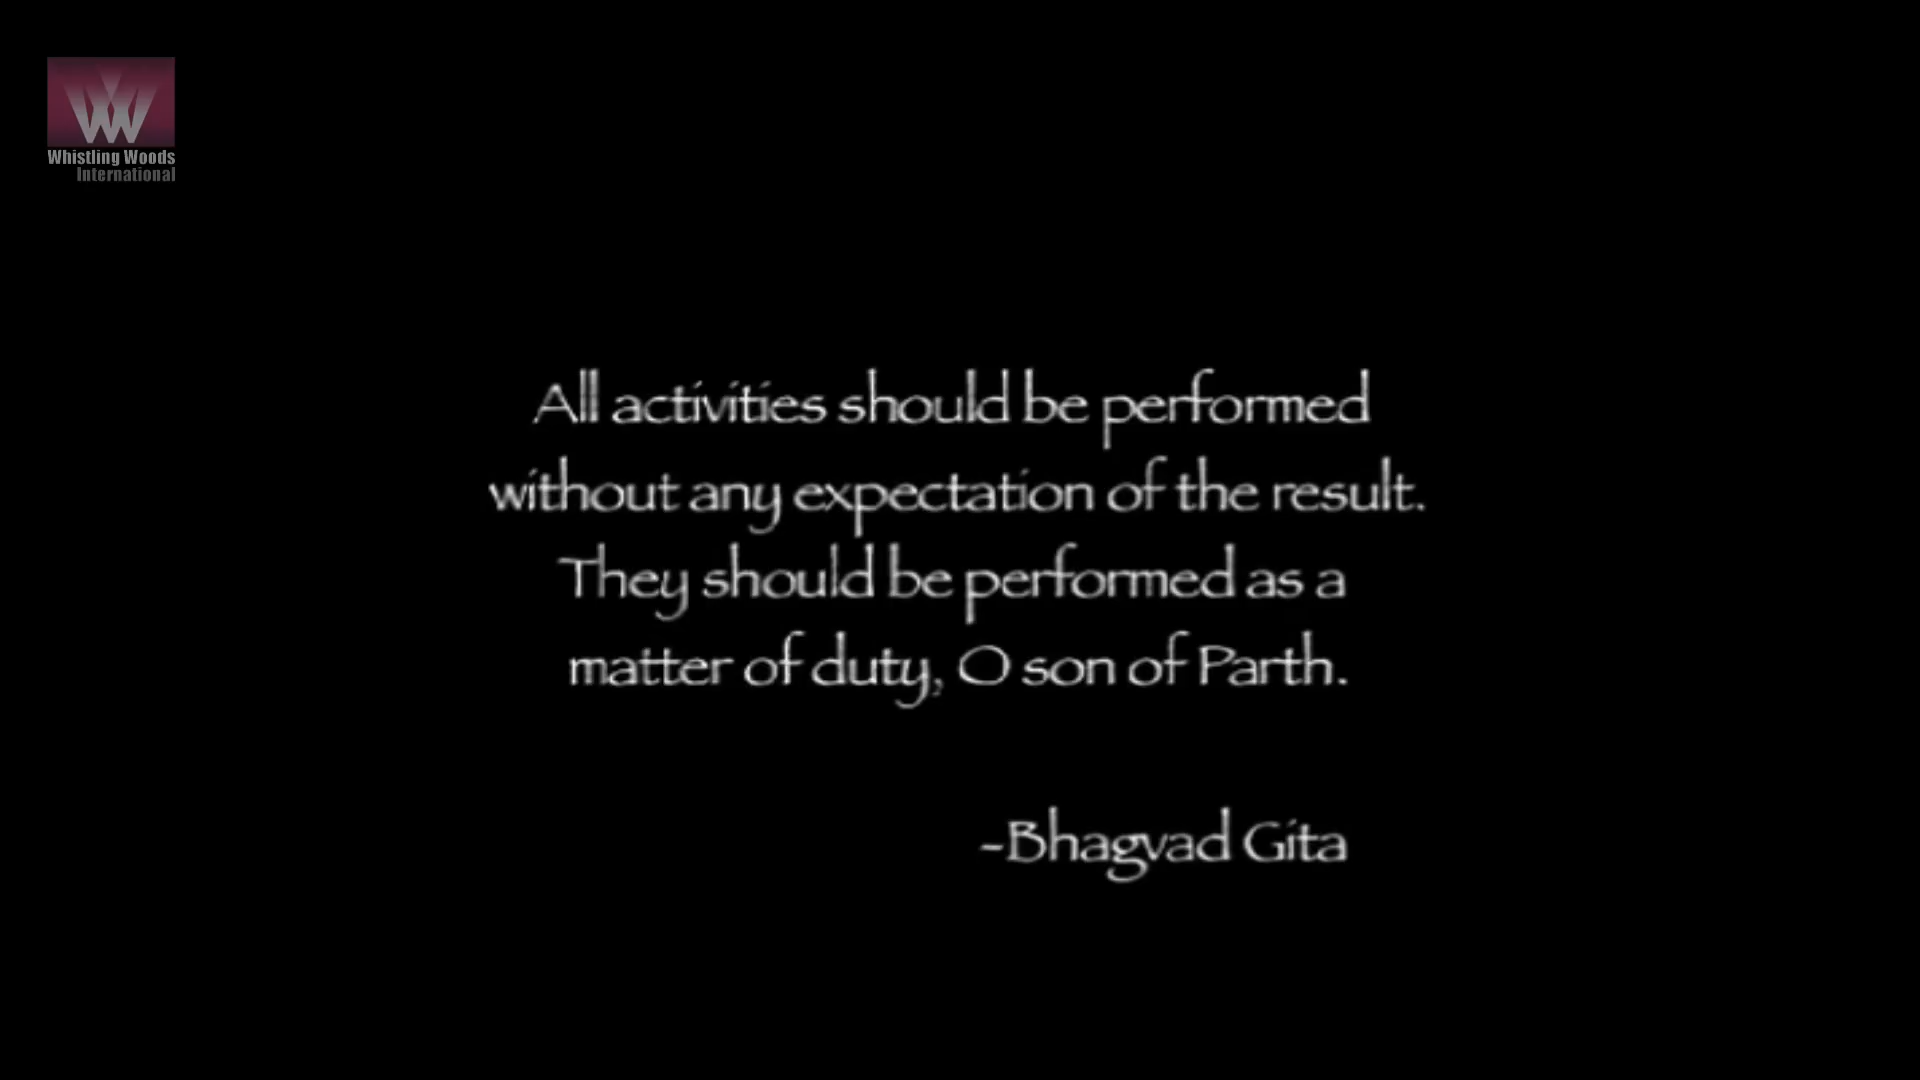 Whistling Woods
International
All activities should be performed
without any expectation of the result.
They should be performed as a
matter of duty, O son of Parth.
-Bhagvad Gita